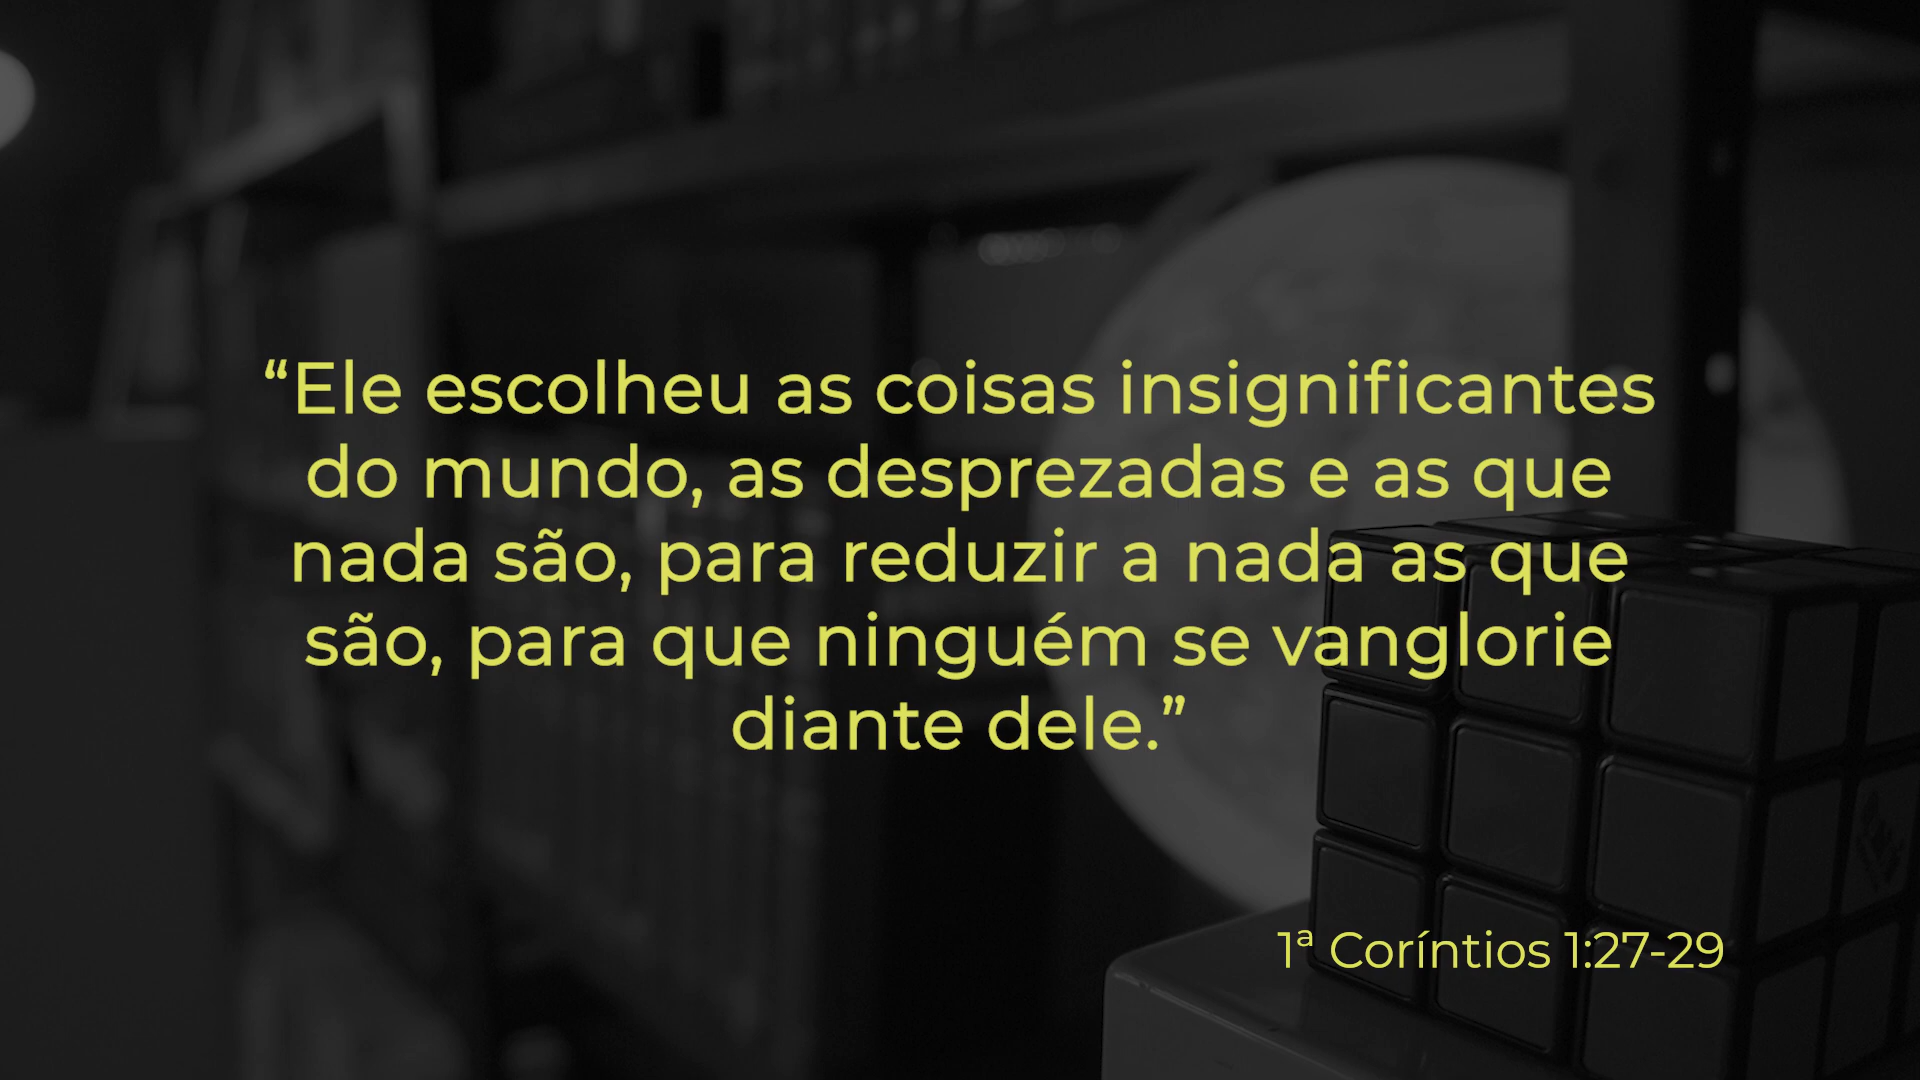 “Ele escolheu as coisas insignificantes
do mundo, as desprezadas e as que
nada são, para reduzir a nada as que
são, para que ninguém se vanglorie
diante dele.”
1ª Coríntios 1:27-29